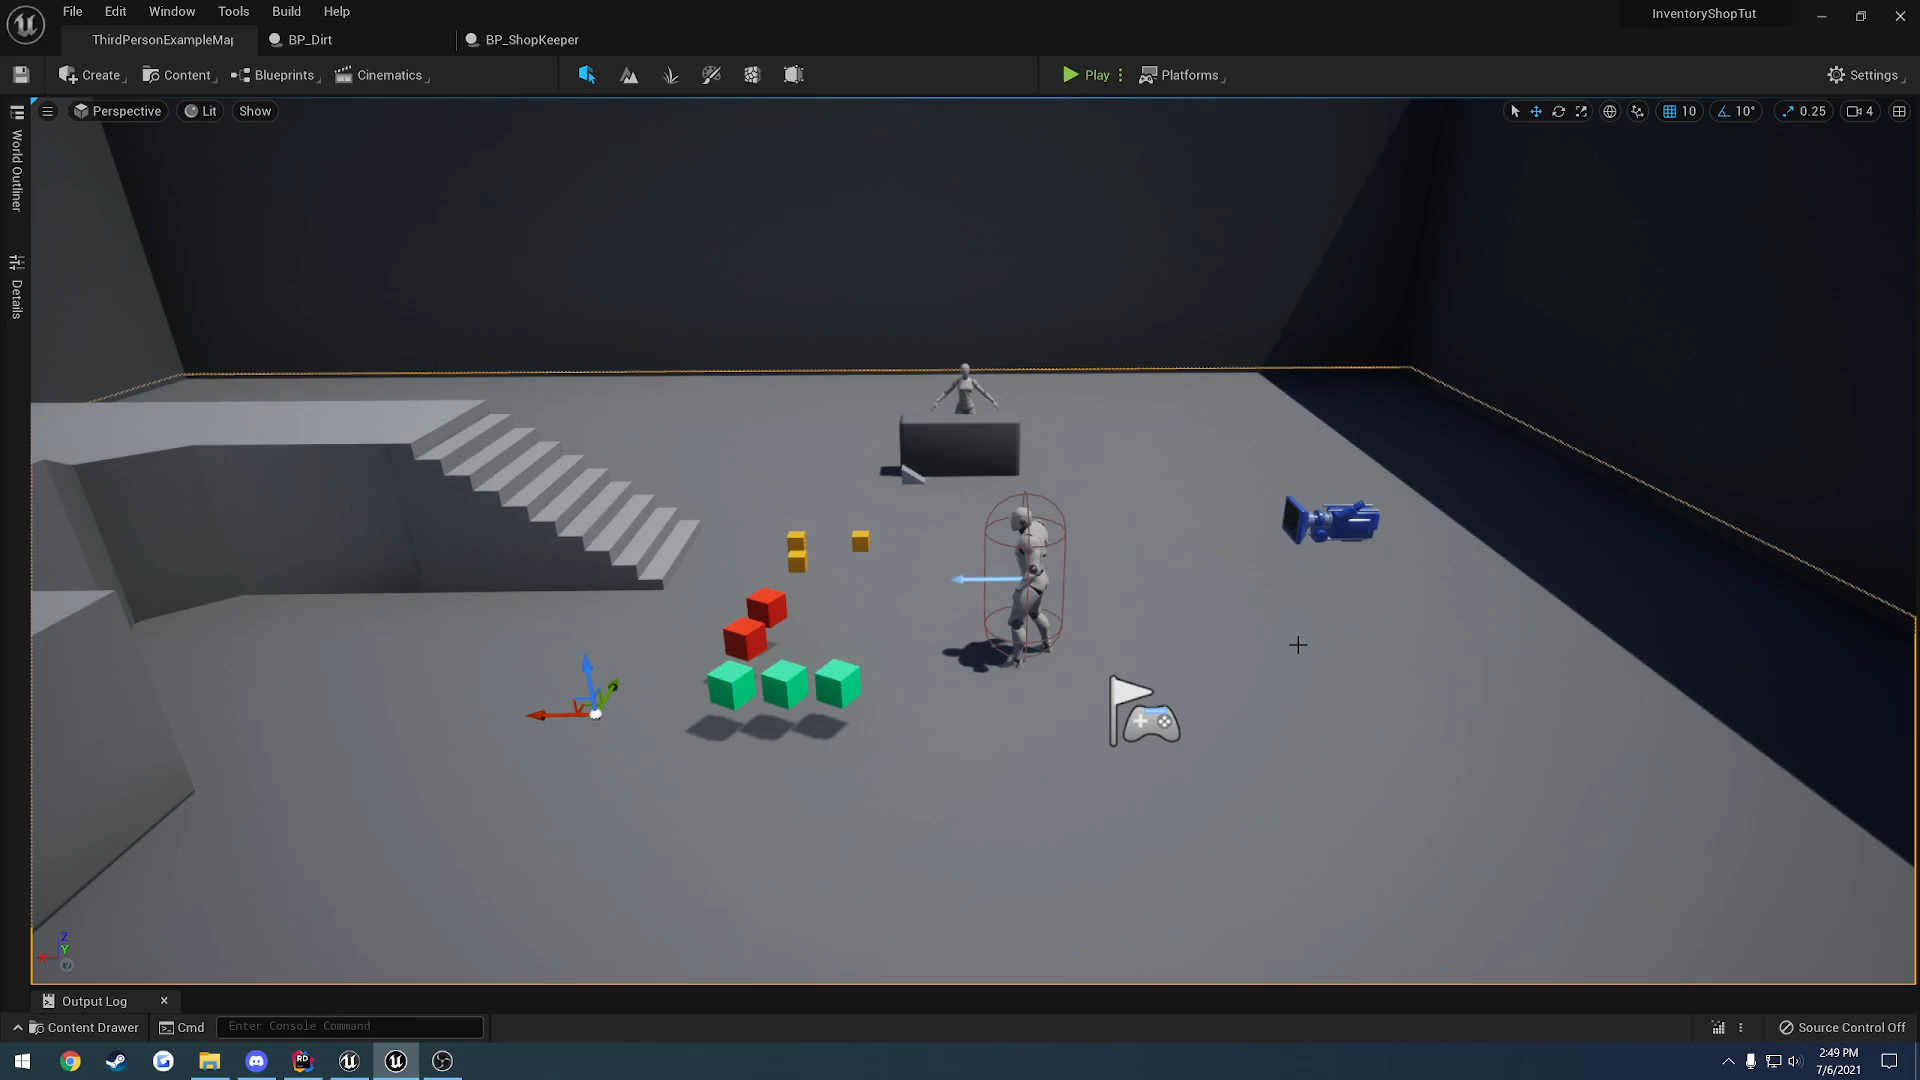 File Edit Window Tools Build Help
InventoryShopTut
ThirdPersonExampleMap
BP_Dirt
BP_ShopKeeper
Create Content Blueprints Cinematics
Play Platforms
Settings
Perspective Lit Show
10 10° 0.25 4
World Outliner
Details
Z
Y
X
Output Log
Content Drawer Cmd Enter Console Command
Source Control Off
RD
2:49 PM
7/6/2021